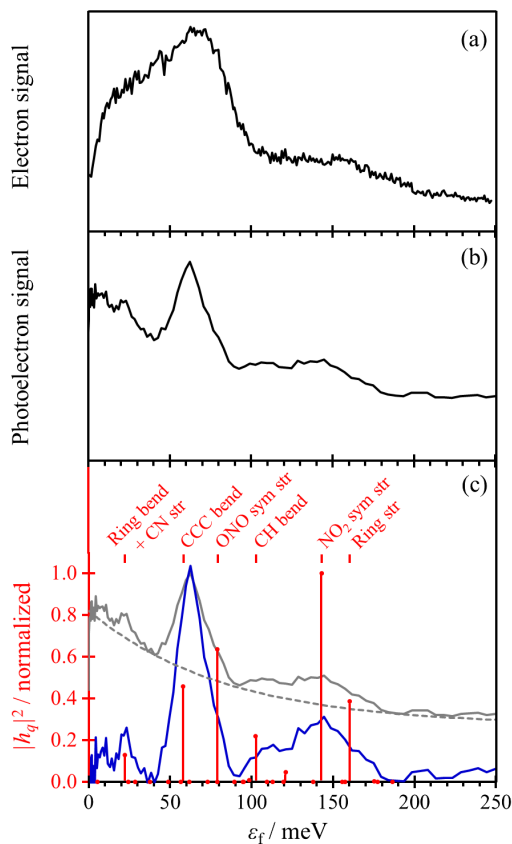 (a)
Electron signal
(b)
Photoelectron signal
(c)
Ring bend
+ CN str
CCC bend
ONO sym str
CH bend
NO₂ sym str
Ring str
|h_q|² / normalized
1.0
0.8
0.6
0.4
0.2
0.0
0 50 100 150 200 250
ε_f / meV